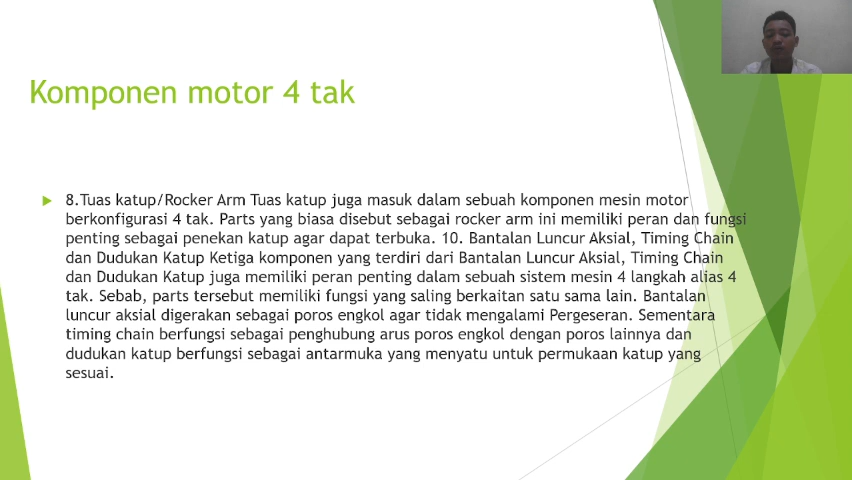 Komponen motor 4 tak
8.Tuas katup/Rocker Arm Tuas katup juga masuk dalam sebuah komponen mesin motor
berkonfigurasi 4 tak. Parts yang biasa disebut sebagai rocker arm ini memiliki peran dan fungsi
penting sebagai penekan katup agar dapat terbuka. 10. Bantalan Luncur Aksial, Timing Chain
dan Dudukan Katup Ketiga komponen yang terdiri dari Bantalan Luncur Aksial, Timing Chain
dan Dudukan Katup juga memiliki peran penting dalam sebuah sistem mesin 4 langkah alias 4
tak. Sebab, parts tersebut memiliki fungsi yang saling berkaitan satu sama lain. Bantalan
luncur aksial digerakan sebagai poros engkol agar tidak mengalami Pergeseran. Sementara
timing chain berfungsi sebagai penghubung arus poros engkol dengan poros lainnya dan
dudukan katup berfungsi sebagai antarmuka yang menyatu untuk permukaan katup yang
sesuai.